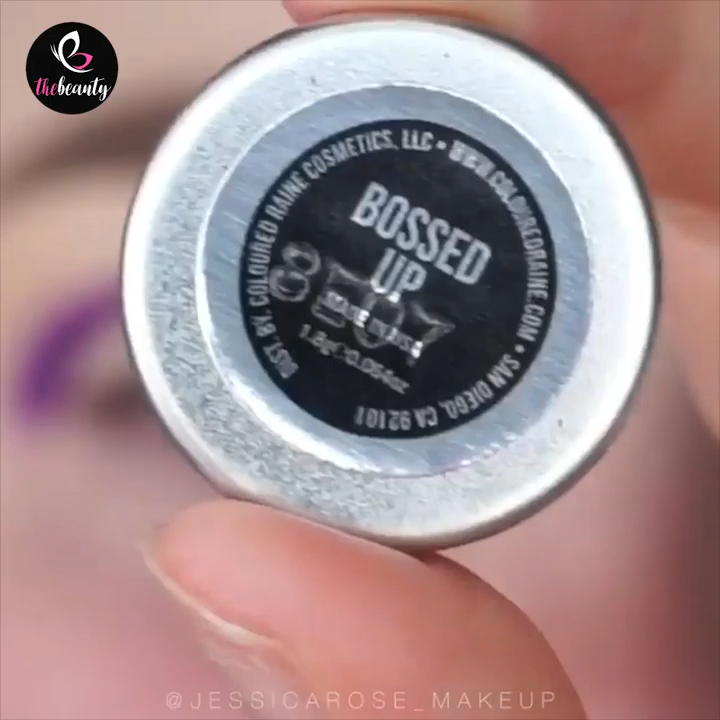 thebeauty
DIST. BY. COLOURED RAINE COSMETICS, LLC • WWW.COLOUREDRAINE.COM • SAN DIEGO, CA 92101
BOSSED
UP
MADE IN USA
@JESSICAROSE_MAKEUP